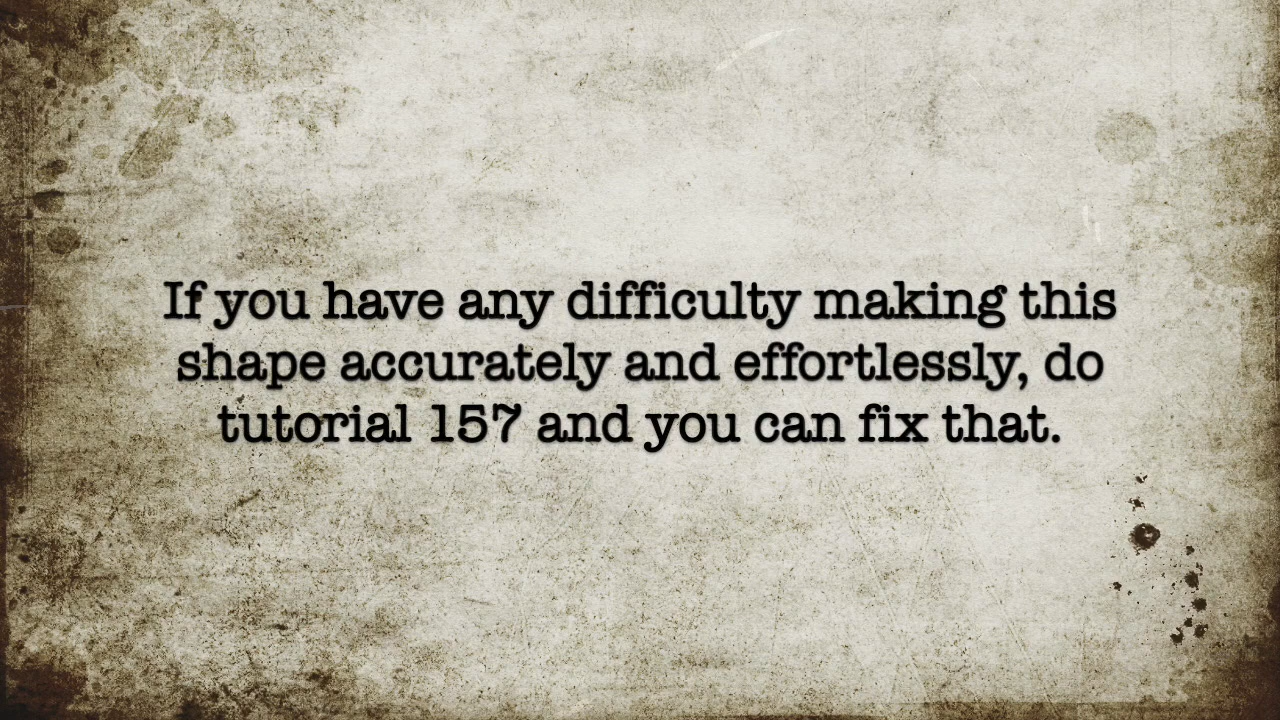 If you have any difficulty making this
shape accurately and effortlessly, do
tutorial 157 and you can fix that.